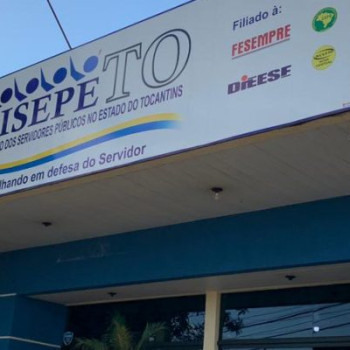 ISEPETO
O DOS SERVIDORES PÚBLICOS NO ESTADO DO TOCANTINS
lhando em defesa do Servidor
Filiado à:
FESEMPRE
DIEESE